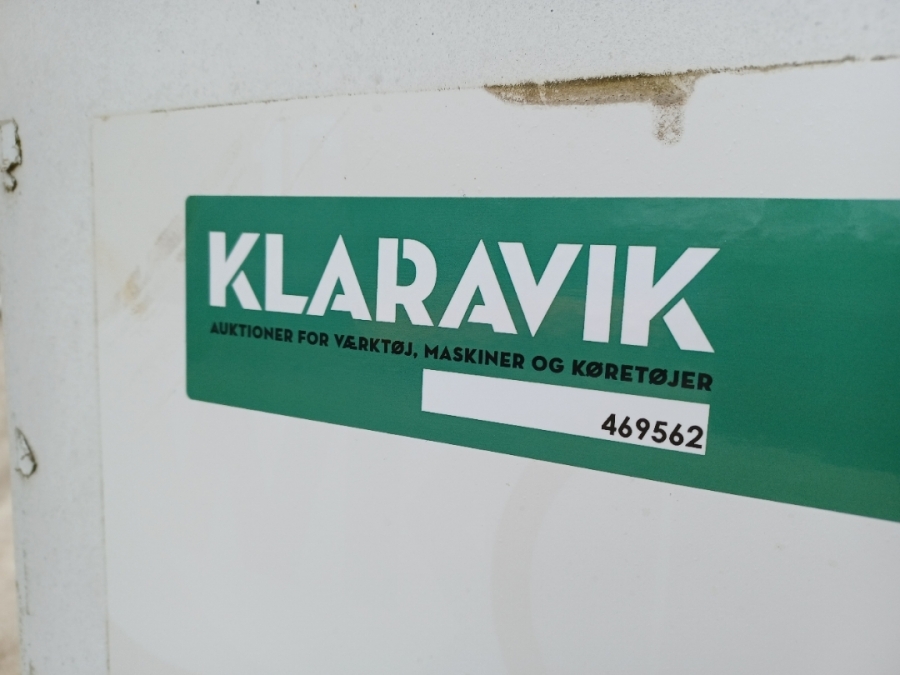 KLARAVIK
AUKTIONER FOR VÆRKTØJ, MASKINER OG KØRETØJER
469562